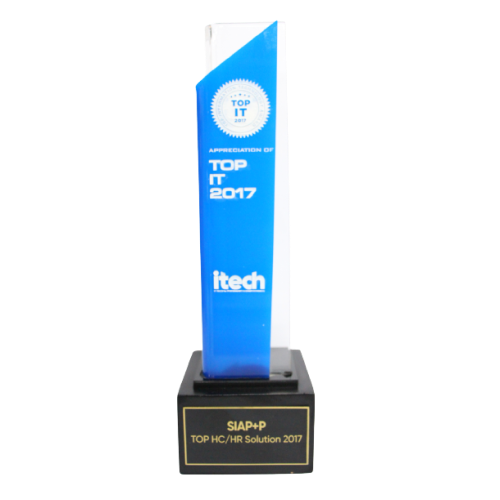 TOP
IT
2017
APPRECIATION OF
TOP
IT
2017
itech
SIAP+P
TOP HC/HR Solution 2017